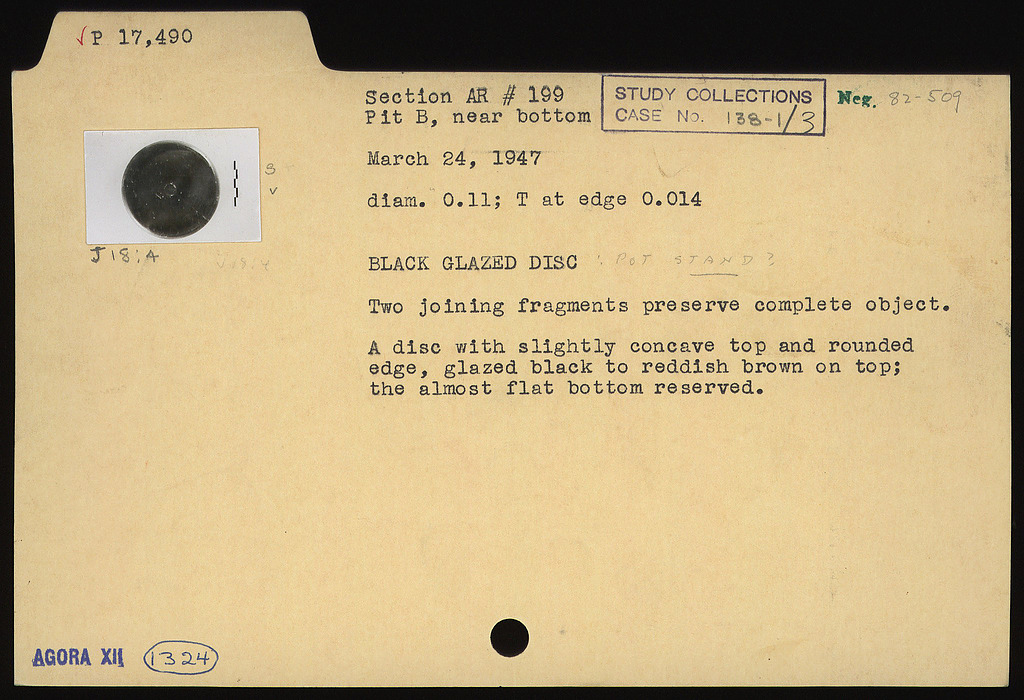 √P 17,490
Section AR # 199
Pit B, near bottom
STUDY COLLECTIONS
CASE No. 138-1/3
Neg. 82-509
March 24, 1947
S
V
diam. 0.11; T at edge 0.014
J 18:4
J 18:4
BLACK GLAZED DISC : POT STAND?
Two joining fragments preserve complete object.
A disc with slightly concave top and rounded
edge, glazed black to reddish brown on top;
the almost flat bottom reserved.
AGORA XII 1324